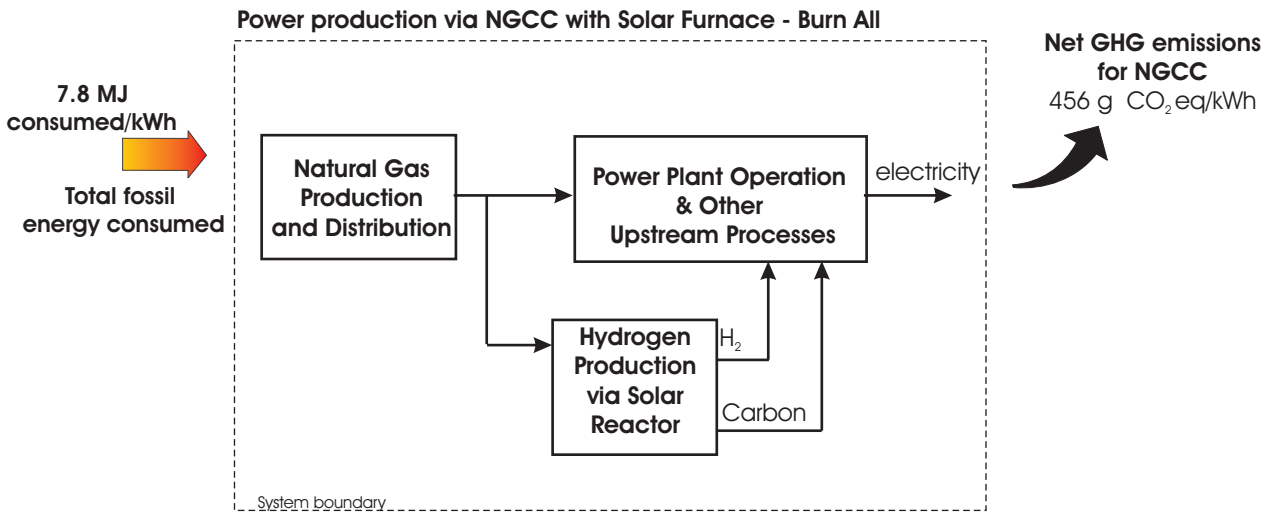 Power production via NGCC with Solar Furnace - Burn All
7.8 MJ
consumed/kWh
Total fossil
energy consumed
Natural Gas
Production
and Distribution
Power Plant Operation
& Other
Upstream Processes
electricity
Net GHG emissions
for NGCC
456 g CO₂ eq/kWh
Hydrogen
Production
via Solar
Reactor
H₂
Carbon
System boundary